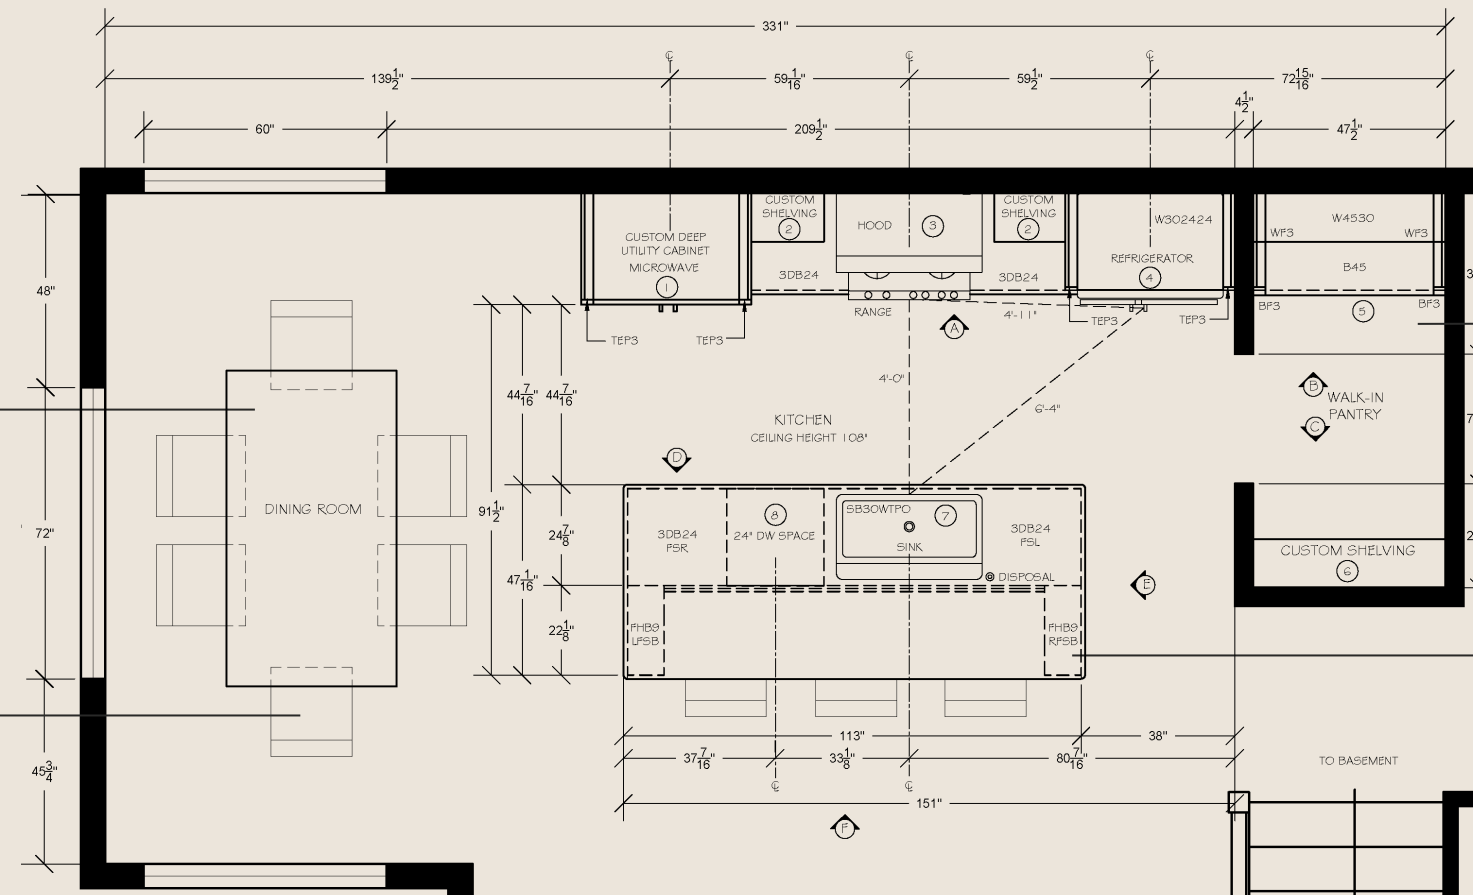 331"
139 1/2"
59 1/16"
59 1/2"
72 15/16"
60"
209 1/2"
4 1/2"
47 1/2"
CUSTOM DEEP
UTILITY CABINET
MICROWAVE
1
CUSTOM
SHELVING
2
3DB24
HOOD
3
RANGE
CUSTOM
SHELVING
2
3DB24
W302424
REFRIGERATOR
4
W4530
WF3
WF3
B45
BF3
BF3
5
TEP3
TEP3
TEP3
TEP3
A
4'-11"
4'-0"
6'-4"
48"
44 7/16"
44 7/16"
KITCHEN
CEILING HEIGHT 108"
B
WALK-IN
PANTRY
C
D
DINING ROOM
72"
91 1/2"
24 7/8"
47 1/16"
22 1/8"
3DB24
FSR
8
24" DW SPACE
SB30WTPO
7
SINK
3DB24
FSL
DISPOSAL
E
CUSTOM SHELVING
6
FHB9
LFSB
FHB9
RFSB
113"
38"
37 7/16"
33 1/8"
80 7/16"
151"
45 3/4"
TO BASEMENT
F